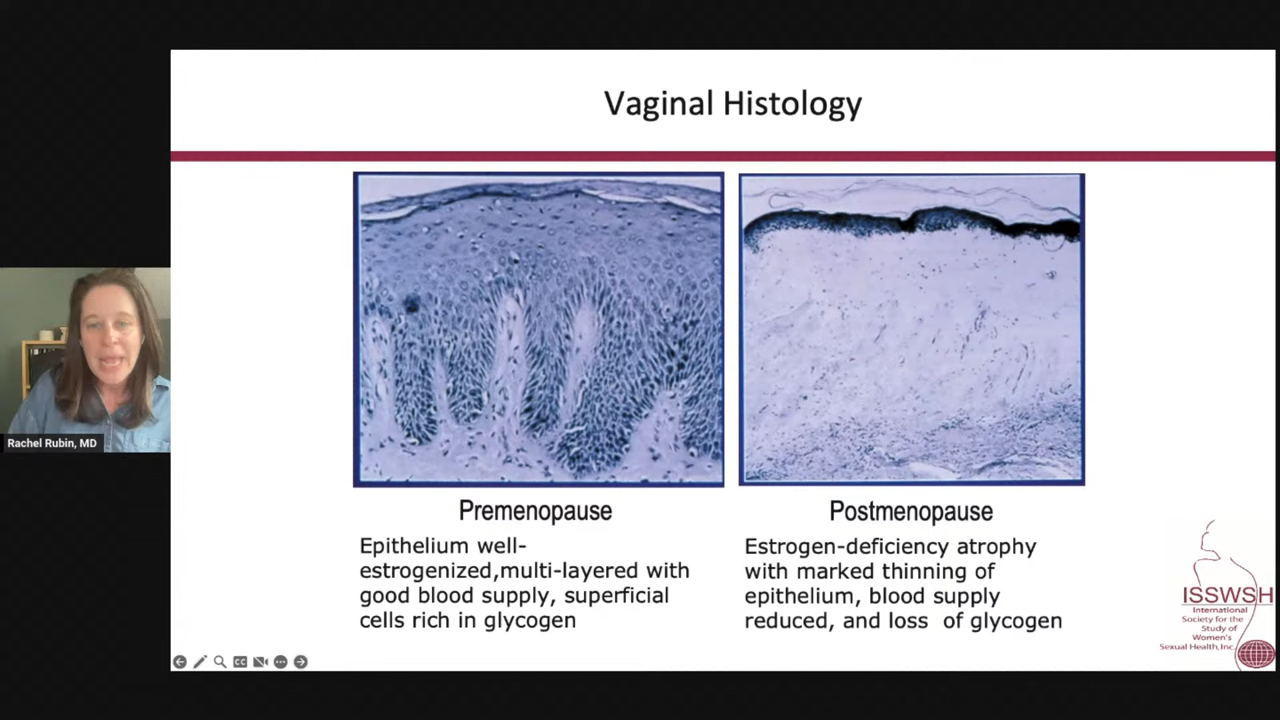 Vaginal Histology
Premenopause
Epithelium well-
estrogenized,multi-layered with
good blood supply, superficial
cells rich in glycogen
Postmenopause
Estrogen-deficiency atrophy
with marked thinning of
epithelium, blood supply
reduced, and loss of glycogen
Rachel Rubin, MD
ISSWSH
International
Society for the
Study of
Women's
Sexual Health, Inc.
CC